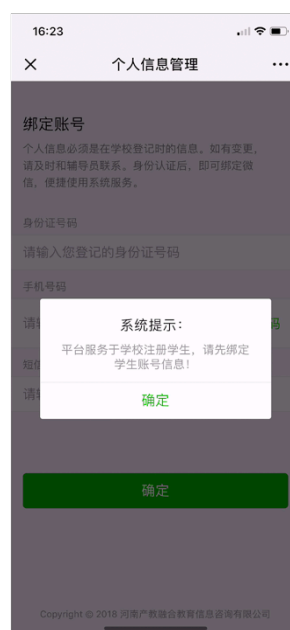 16:23
个人信息管理
绑定账号
个人信息必须是在学校登记时的信息。如有变更，
请及时和辅导员联系。身份认证后，即可绑定微
信，便捷使用系统服务。
身份证号码
请输入您登记的身份证号码
手机号码
系统提示：
平台服务于学校注册学生，请先绑定
学生账号信息！
确定
确定
Copyright © 2018 河南产教融合教育信息咨询有限公司